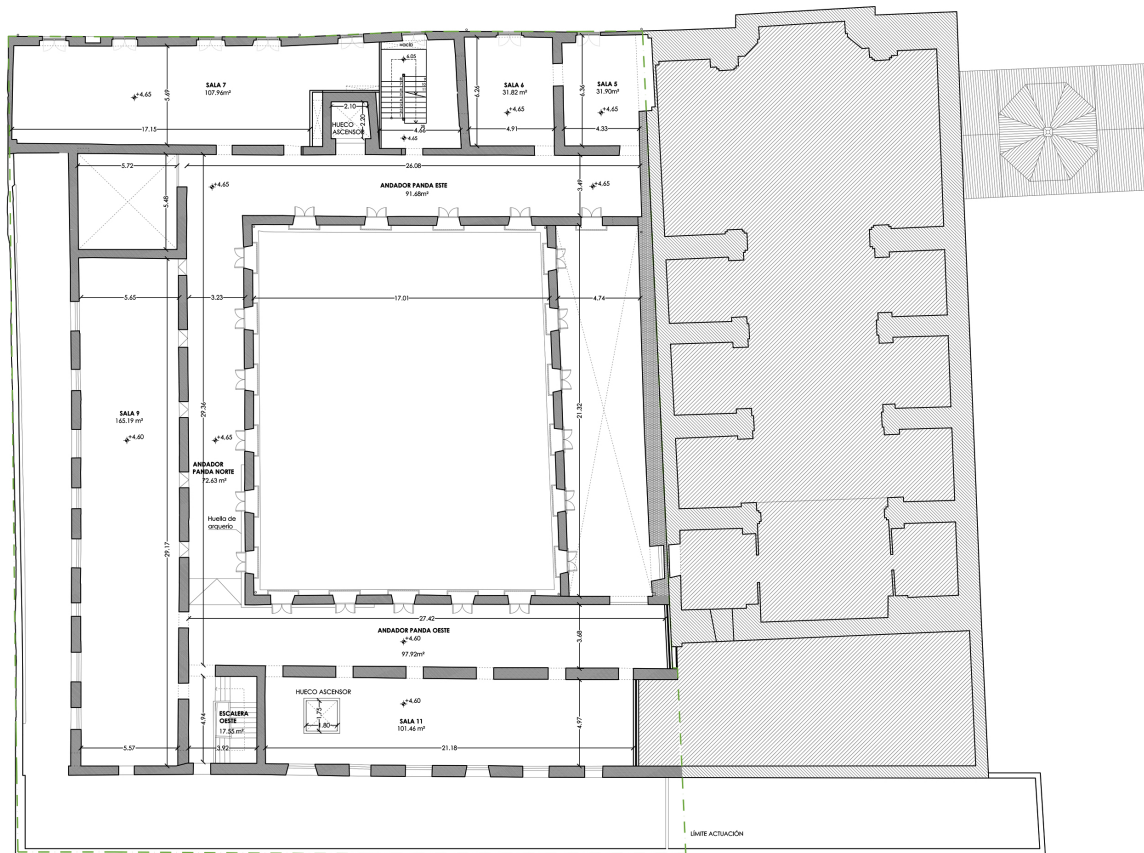 vacío
6.05
SALA 7
107.96m²
+4.65
5.69
17.15
2.10
2.20
HUECO
ASCENSOR
4.66
4.65
SALA 6
31.82 m²
+4.65
6.26
4.91
SALA 5
31.90m²
+4.65
6.36
4.33
5.72
5.48
26.08
+4.65
ANDADOR PANDA ESTE
91.68m²
3.49
+4.65
5.65
3.23
17.01
4.74
29.36
21.32
SALA 9
165.19 m²
+4.60
+4.65
ANDADOR
PANDA NORTE
72.63 m²
Huella de
arquería
29.17
27.42
ANDADOR PANDA OESTE
+4.60
97.92m²
3.68
HUECO ASCENSOR
1.75
1.80
+4.60
SALA 11
101.46 m²
ESCALERA
OESTE
17.55 m²
4.94
4.97
5.57
3.92
21.18
LÍMITE ACTUACIÓN